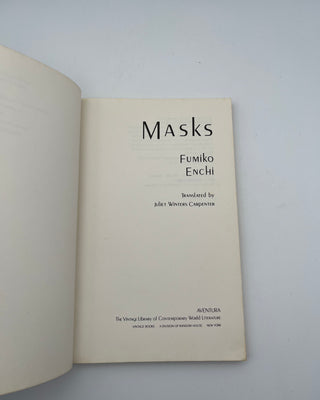 MASKS
FUMIKO
ENCHI
TRANSLATED by
JULIET WINTERS CARPENTER
AVENTURA
The VINTAGE LIBRARY of CONTEMPORARY WORLD LITERATURE
VINTAGE BOOKS A DIVISION OF RANDOM HOUSE NEW YORK